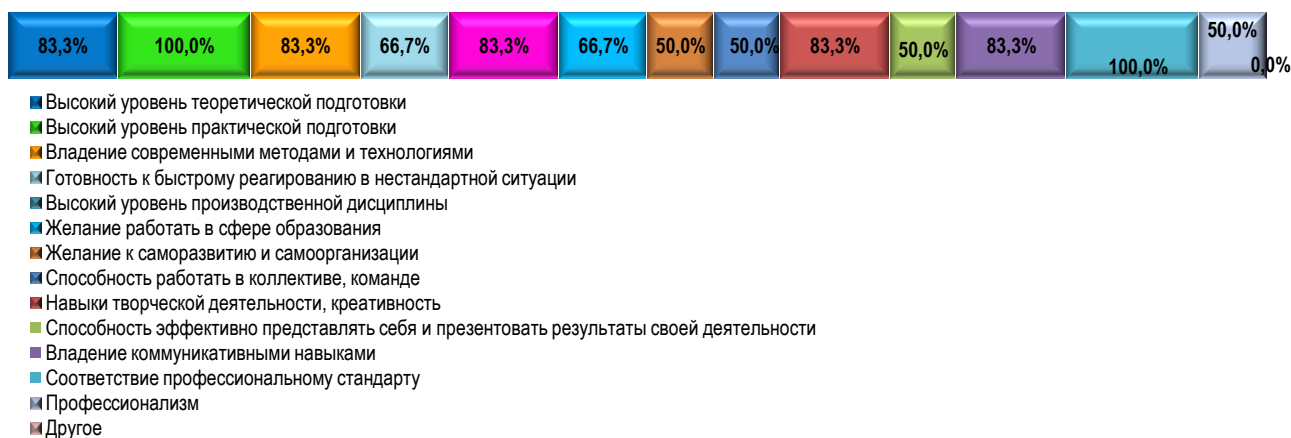 83,3% 100,0% 83,3% 66,7% 83,3% 66,7% 50,0% 50,0% 83,3% 50,0% 83,3% 100,0% 50,0% 0,0%
Высокий уровень теоретической подготовки
Высокий уровень практической подготовки
Владение современными методами и технологиями
Готовность к быстрому реагированию в нестандартной ситуации
Высокий уровень производственной дисциплины
Желание работать в сфере образования
Желание к саморазвитию и самоорганизации
Способность работать в коллективе, команде
Навыки творческой деятельности, креативность
Способность эффективно представлять себя и презентовать результаты своей деятельности
Владение коммуникативными навыками
Соответствие профессиональному стандарту
Профессионализм
Другое